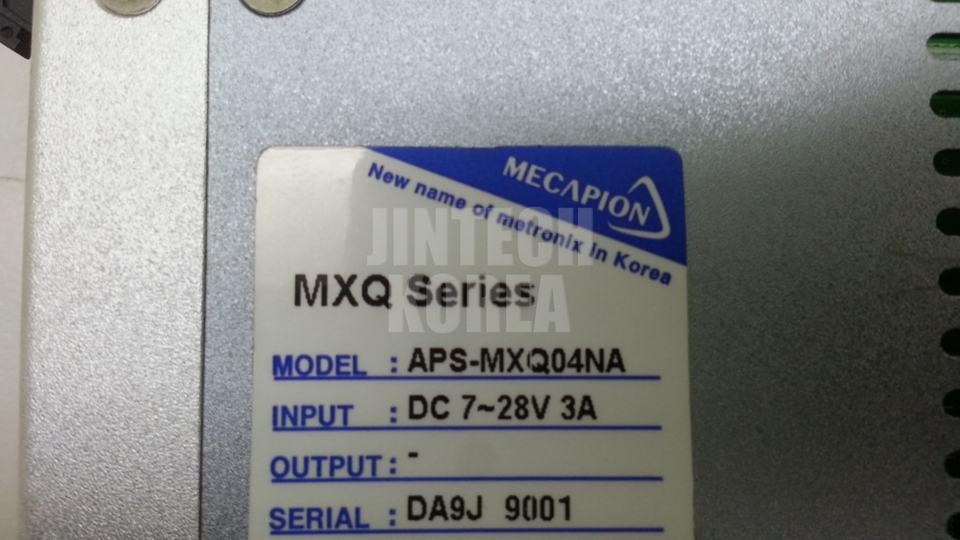 MECAPION
New name of metronix in Korea
JINTECH
KOREA
MXQ Series
MODEL : APS-MXQ04NA
INPUT : DC 7~28V 3A
OUTPUT : -
SERIAL : DA9J 9001